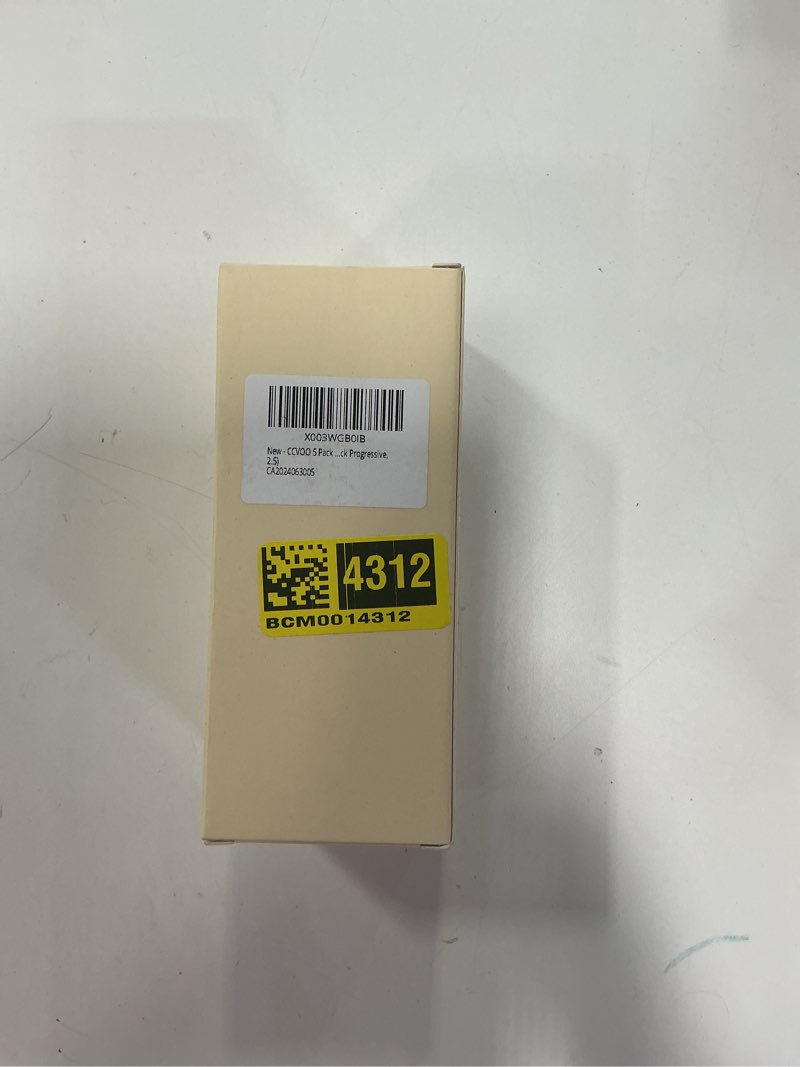 X003WGB0IB
New - CCVOO 5 Pack ...ck Progressive,
2.5)
CA2024063005
4312
BCM0014312